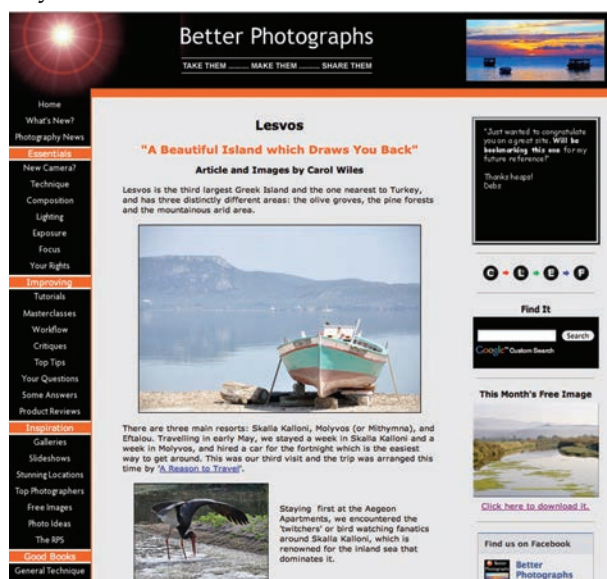 Better Photographs
TAKE THEM .......... MAKE THEM .......... SHARE THEM
Home
What's New?
Photography News
Essentials
New Camera?
Technique
Composition
Lighting
Exposure
Focus
Your Rights
Improving
Tutorials
Masterclasses
Workflow
Critiques
Top Tips
Your Questions
Some Answers
Product Reviews
Inspiration
Galleries
Slideshows
Stunning Locations
Top Photographers
Free Images
Photo Ideas
The RPS
Good Books
General Technique
Lesvos
"A Beautiful Island which Draws You Back"
Article and Images by Carol Wiles
Lesvos is the third largest Greek Island and the one nearest to Turkey,
and has three distinctly different areas: the olive groves, the pine forests
and the mountainous arid area.
There are three main resorts: Skalla Kalloni, Molyvos (or Mithymna), and
Eftalou. Travelling in early May, we stayed a week in Skalla Kalloni and a
week in Molyvos, and hired a car for the fortnight which is the easiest
way to get around. This was our third visit and the trip was arranged this
time by 'A Reason to Travel'.
Staying first at the Aegeon
Apartments, we encountered the
'twitchers' or bird watching fanatics
around Skalla Kalloni, which is
renowned for the inland sea that
dominates it.
"Just wanted to congratulate
you on a great site. Will be
bookmarking this one for my
future reference!"
Thanks heaps!
Debs
C L E F
Find It
Search
Google™ Custom Search
This Month's Free Image
Click here to download it.
Find us on Facebook
Better
Photographs